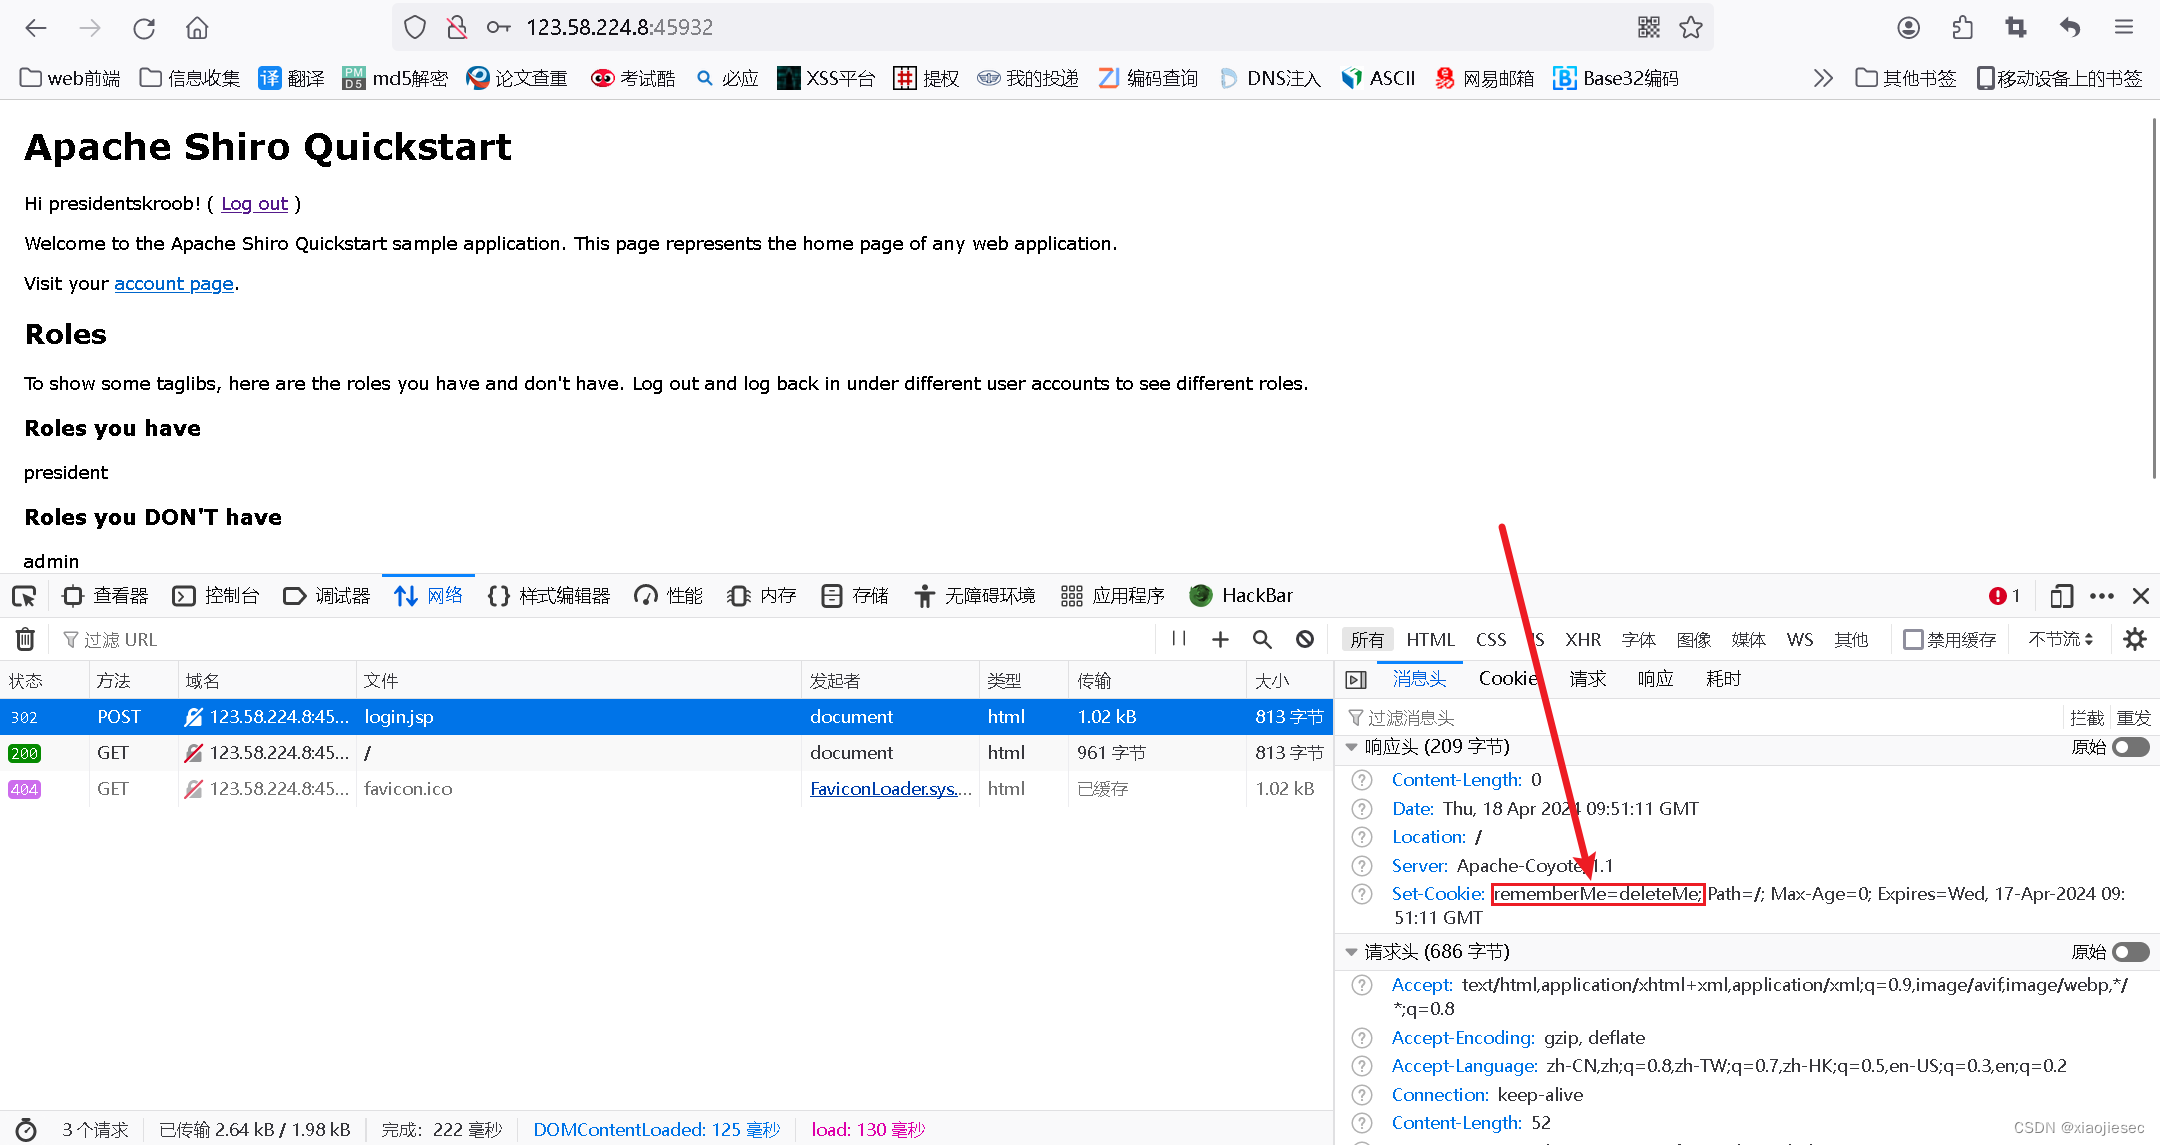 123.58.224.8:45932
web前端 信息收集 译 翻译 PM D5 md5解密 论文查重 考试酷 必应 XSS平台 提权 我的投递 编码查询 DNS注入 ASCII 网易邮箱 Base32编码 其他书签 移动设备上的书签
Apache Shiro Quickstart
Hi presidentskroob! ( Log out )
Welcome to the Apache Shiro Quickstart sample application. This page represents the home page of any web application.
Visit your account page.
Roles
To show some taglibs, here are the roles you have and don't have. Log out and log back in under different user accounts to see different roles.
Roles you have
president
Roles you DON'T have
admin
查看器 控制台 调试器 网络 样式编辑器 性能 内存 存储 无障碍环境 应用程序 HackBar 1
过滤 URL 所有 HTML CSS XHR 字体 图像 媒体 WS 其他 禁用缓存 不节流
状态 方法 域名 文件 发起者 类型 传输 大小
302 POST 123.58.224.8:45... login.jsp document html 1.02 kB 813 字节
200 GET 123.58.224.8:45... / document html 961 字节 813 字节
404 GET 123.58.224.8:45... favicon.ico FaviconLoader.sys.... html 已缓存 1.02 kB
消息头 Cookie 请求 响应 耗时
过滤消息头 拦截 重发
响应头 (209 字节) 原始
Content-Length: 0
Date: Thu, 18 Apr 2024 09:51:11 GMT
Location: /
Server: Apache-Coyote/1.1
Set-Cookie: rememberMe=deleteMe; Path=/; Max-Age=0; Expires=Wed, 17-Apr-2024 09:
51:11 GMT
请求头 (686 字节) 原始
Accept: text/html,application/xhtml+xml,application/xml;q=0.9,image/avif,image/webp,*/
*;q=0.8
Accept-Encoding: gzip, deflate
Accept-Language: zh-CN,zh;q=0.8,zh-TW;q=0.7,zh-HK;q=0.5,en-US;q=0.3,en;q=0.2
Connection: keep-alive
Content-Length: 52
3 个请求 已传输 2.64 kB / 1.98 kB 完成：222 毫秒 DOMContentLoaded: 125 毫秒 load: 130 毫秒
CSDN @xiaojiesec